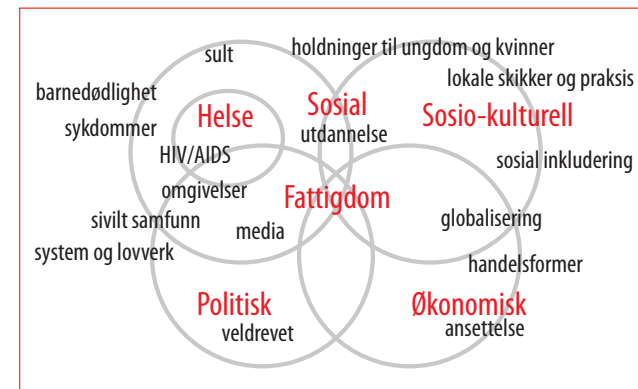 sult
holdninger til ungdom og kvinner
lokale skikker og praksis
barnedødlighet
Helse
Sosial
Sosio-kulturell
sykdommer
utdannelse
HIV/AIDS
sosial inkludering
omgivelser
Fattigdom
sivilt samfunn
media
globalisering
system og lovverk
handelsformer
Politisk
Økonomisk
veldrevet
ansettelse